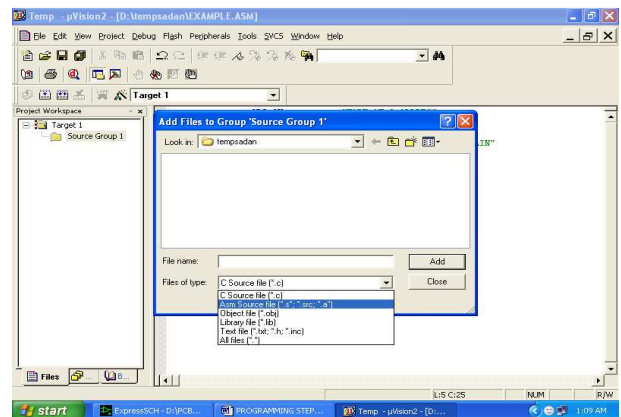 Temp - µVision2 - [D:\tempsadan\EXAMPLE.ASM]
File Edit View Project Debug Flash Peripherals Tools SVCS Window Help
Target 1
Project Workspace
Target 1
Source Group 1
Add Files to Group 'Source Group 1'
Look in: tempsadan
File name:
Add
Files of type: C Source file (*.c)
Close
C Source file (*.c)
Asm Source file (*.s*; *.src; *.a*)
Object file (*.obj)
Library file (*.lib)
Text file (*.txt; *.h; *.inc)
All files (*.*)
Files
L:5 C:25 NUM R/W
start ExpressSCH - D:\PCB... PROGRAMMING STEP... Temp - µVision2 - [D:... 1:09 AM